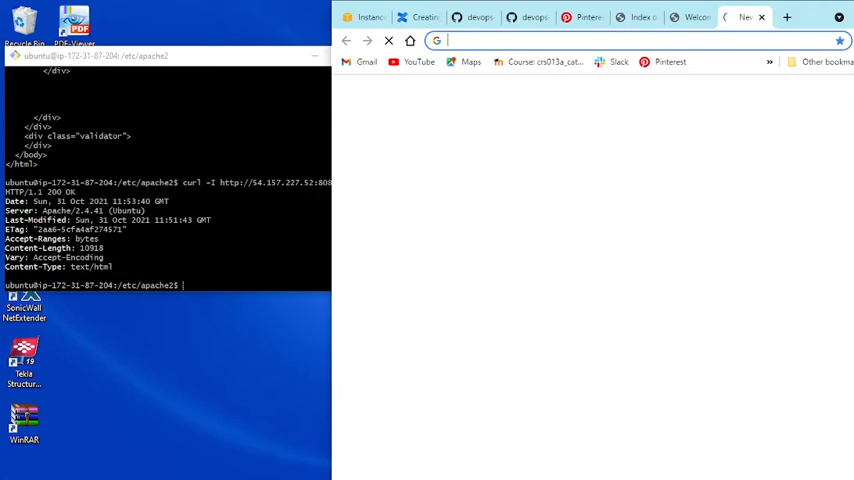 Recycle Bin
PDF-Viewer
ubuntu@ip-172-31-87-204: /etc/apache2
</div>
</div>
</div>
<div class="validator">
</div>
</body>
</html>
ubuntu@ip-172-31-87-204:/etc/apache2$ curl -I http://54.157.227.52:808
HTTP/1.1 200 OK
Date: Sun, 31 Oct 2021 11:53:40 GMT
Server: Apache/2.4.41 (Ubuntu)
Last-Modified: Sun, 31 Oct 2021 11:51:43 GMT
ETag: "2aa6-5cfa4af274571"
Accept-Ranges: bytes
Content-Length: 10918
Vary: Accept-Encoding
Content-Type: text/html
ubuntu@ip-172-31-87-204:/etc/apache2$
SonicWall
NetExtender
19
Tekla
Structur...
WinRAR
Instance
Creating
devops-
devops-
Pinteres
Index o
Welcom
New
G
Gmail
YouTube
Maps
Course: crs013a_cat...
Slack
Pinterest
»
Other bookma